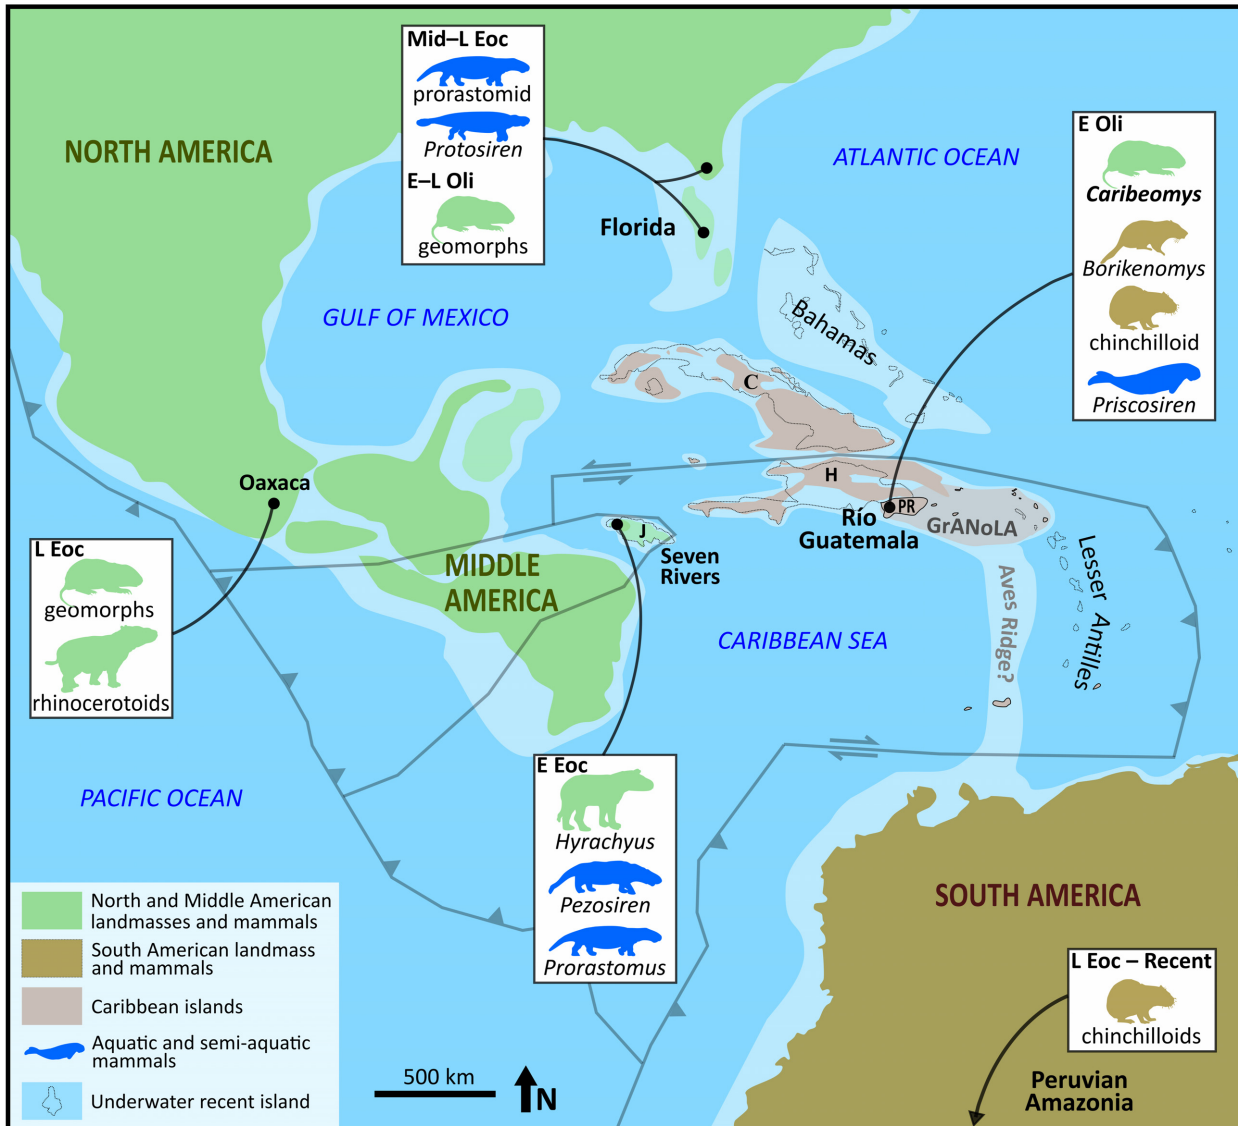 Mid–L Eoc
prorastomid
Protosiren
E–L Oli
geomorphs
NORTH AMERICA
ATLANTIC OCEAN
E Oli
Caribeomys
Borikenomys
chinchilloid
Priscosiren
Florida
GULF OF MEXICO
Bahamas
C
Oaxaca
H
PR
Río
Guatemala
GrANoLA
J
Seven
Rivers
L Eoc
geomorphs
rhinocerotoids
MIDDLE
AMERICA
CARIBBEAN SEA
Aves Ridge?
Lesser Antilles
PACIFIC OCEAN
E Eoc
Hyrachyus
Pezosiren
Prorastomus
SOUTH AMERICA
L Eoc – Recent
chinchilloids
Peruvian
Amazonia
North and Middle American
landmasses and mammals
South American landmass
and mammals
Caribbean islands
Aquatic and semi-aquatic
mammals
Underwater recent island
500 km
N